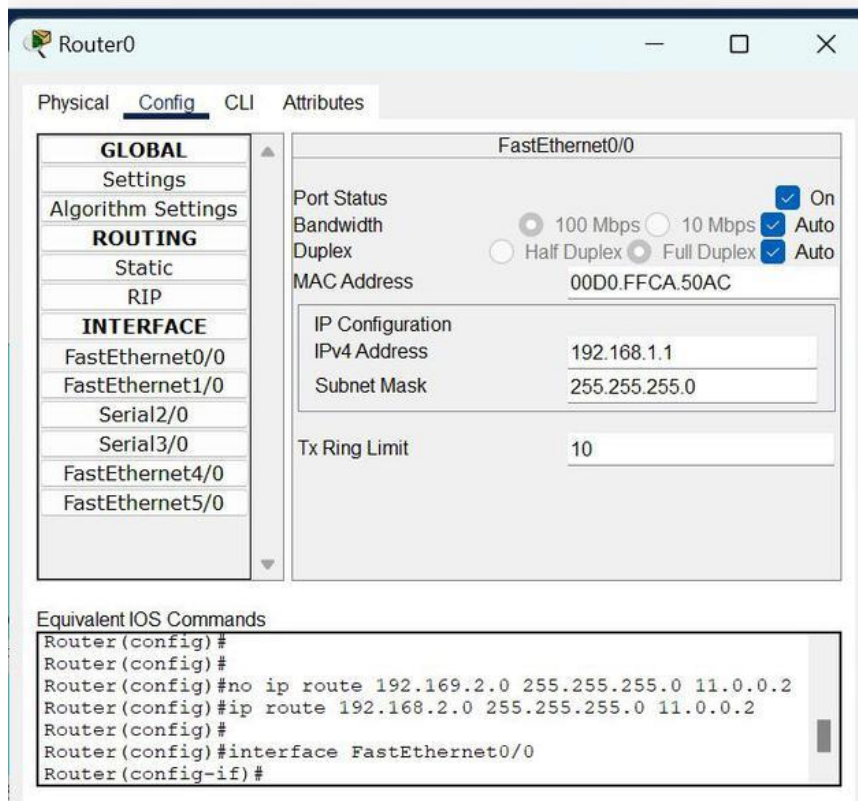 Router0
Physical Config CLI Attributes
GLOBAL
Settings
Algorithm Settings
ROUTING
Static
RIP
INTERFACE
FastEthernet0/0
FastEthernet1/0
Serial2/0
Serial3/0
FastEthernet4/0
FastEthernet5/0
FastEthernet0/0
Port Status On
Bandwidth 100 Mbps 10 Mbps Auto
Duplex Half Duplex Full Duplex Auto
MAC Address 00D0.FFCA.50AC
IP Configuration
IPv4 Address 192.168.1.1
Subnet Mask 255.255.255.0
Tx Ring Limit 10
Equivalent IOS Commands
Router(config)#
Router(config)#
Router(config)#no ip route 192.169.2.0 255.255.255.0 11.0.0.2
Router(config)#ip route 192.168.2.0 255.255.255.0 11.0.0.2
Router(config)#
Router(config)#interface FastEthernet0/0
Router(config-if)#